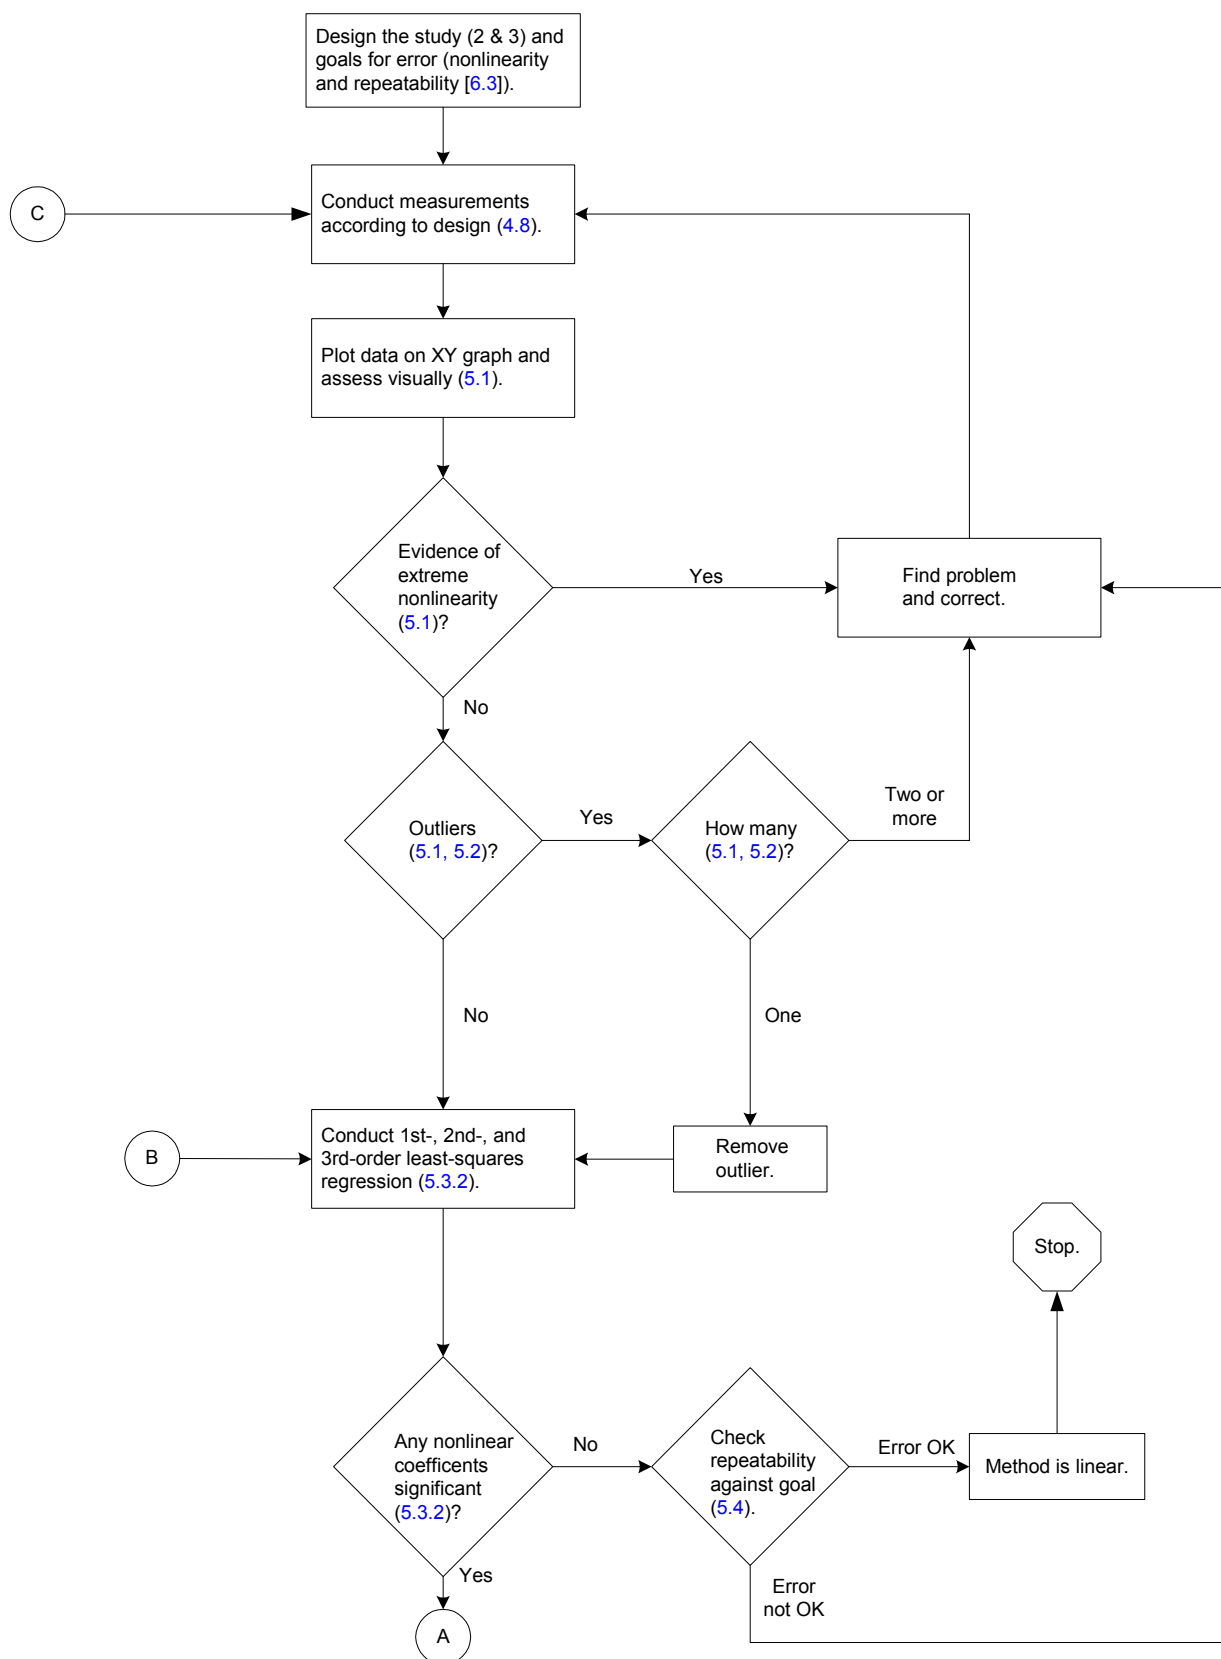 Design the study (2 & 3) and
goals for error (nonlinearity
and repeatability [6.3]).
C
Conduct measurements
according to design (4.8).
Plot data on XY graph and
assess visually (5.1).
Evidence of
extreme
nonlinearity
(5.1)?
Yes
Find problem
and correct.
No
Outliers
(5.1, 5.2)?
Yes
How many
(5.1, 5.2)?
Two or
more
No
One
B
Conduct 1st-, 2nd-, and
3rd-order least-squares
regression (5.3.2).
Remove
outlier.
Stop.
Any nonlinear
coefficents
significant
(5.3.2)?
No
Check
repeatability
against goal
(5.4).
Error OK
Method is linear.
Yes
Error
not OK
A